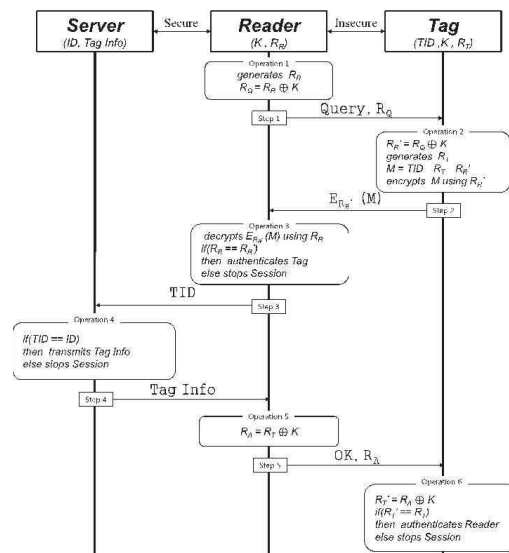 Server
(ID, Tag Info)
Secure
Reader
(K , R_R)
Insecure
Tag
(TID ,K , R_T)
Operation 1
generates R_R
R_Q = R_R ⊕ K
Query, R_Q
Step 1
Operation 2
R_R' = R_Q ⊕ K
generates R_T
M = TID R_T R_R'
encrypts M using R_R'
E_R_R' (M)
Step 2
Operation 3
decrypts E_R_R' (M) using R_R
if(R_R == R_R')
then authenticates Tag
else stops Session
TID
Step 3
Operation 4
if(TID == ID)
then transmits Tag Info
else stops Session
Tag Info
Step 4
Operation 5
R_A = R_T ⊕ K
OK, R_A
Step 5
Operation 6
R_T' = R_A ⊕ K
if(R_T' == R_T)
then authenticates Reader
else stops Session